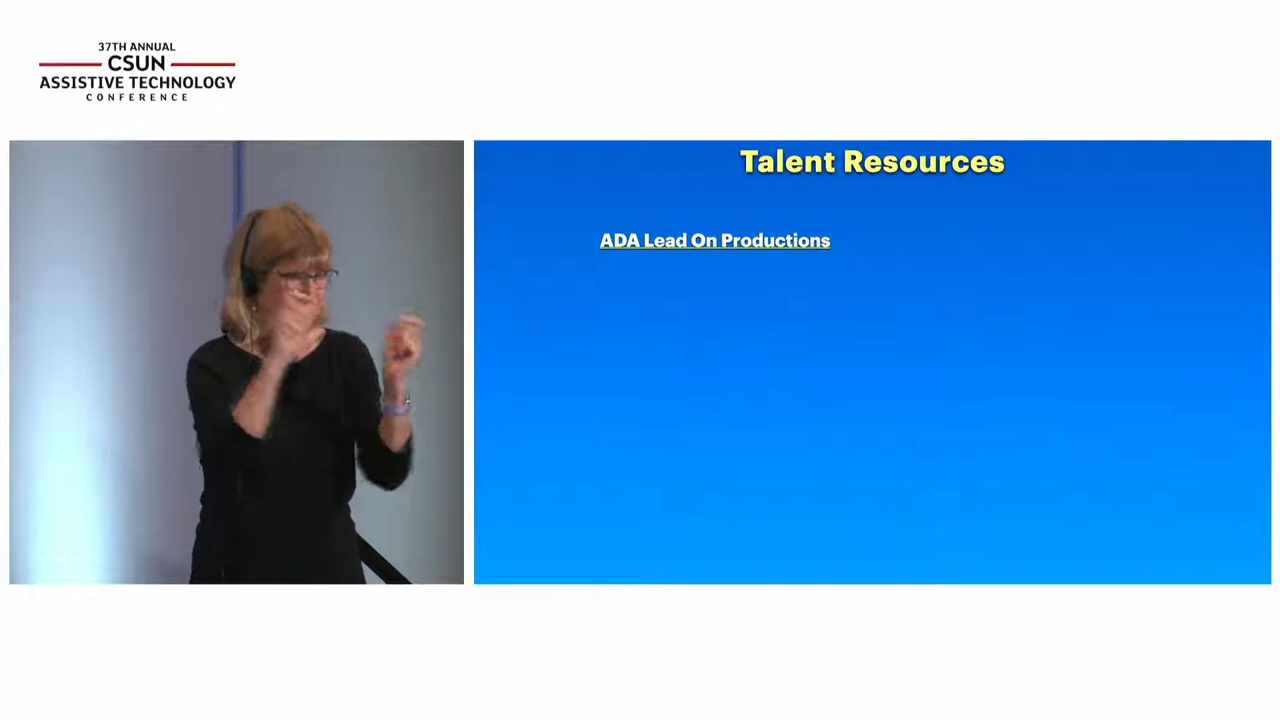 37TH ANNUAL
CSUN
ASSISTIVE TECHNOLOGY
CONFERENCE
Talent Resources
ADA Lead On Productions